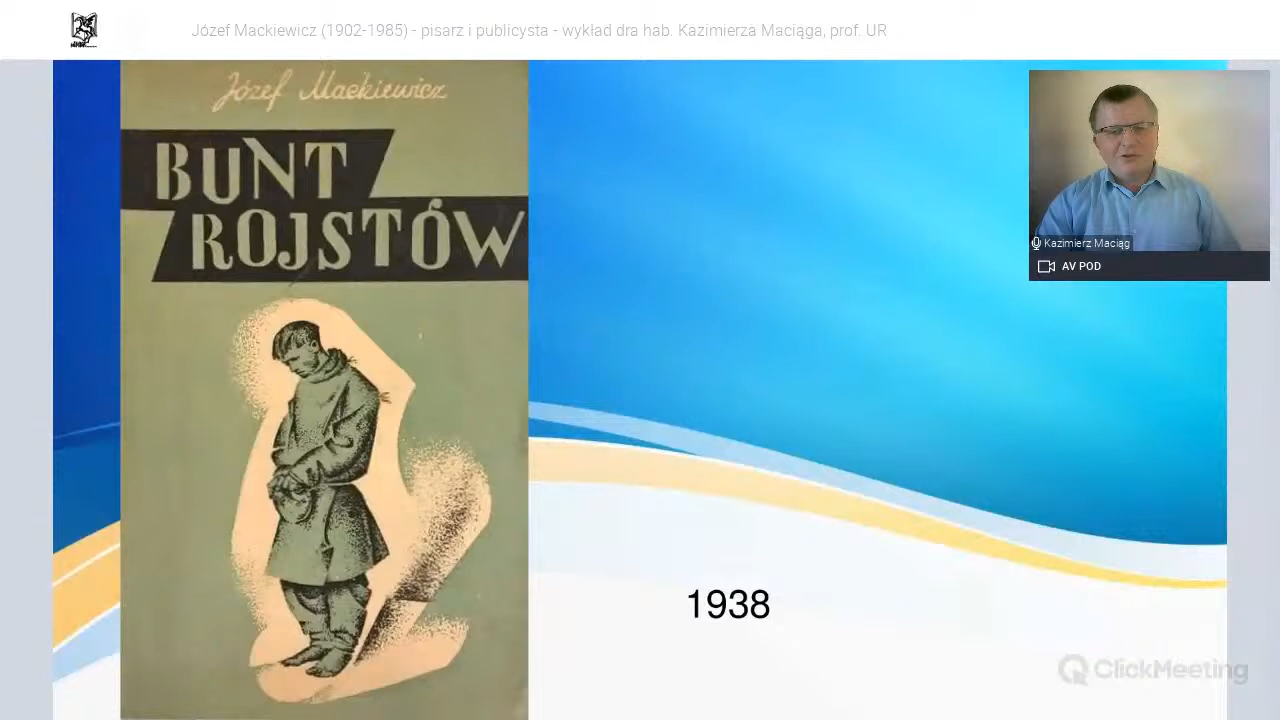 Józef Mackiewicz (1902-1985) - pisarz i publicysta - wykład dra hab. Kazimierza Maciąga, prof. UR
Józef Mackiewicz
BUNT
ROJSTÓW
Kazimierz Maciąg
AV POD
1938
ClickMeeting